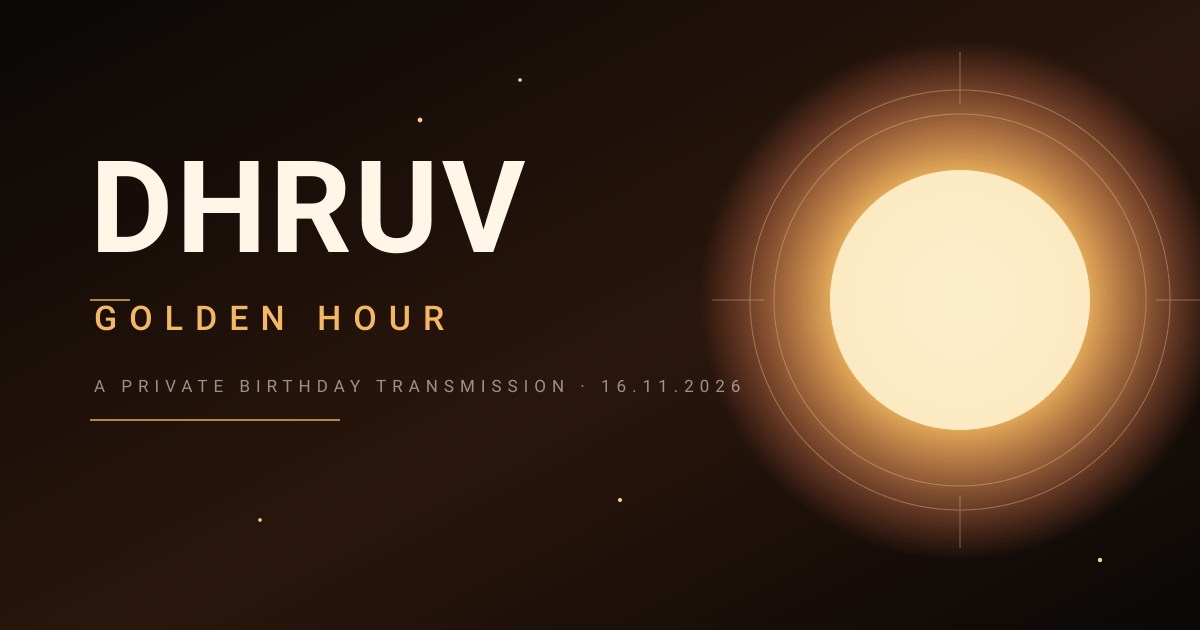 DHRUV
GOLDEN HOUR
A PRIVATE BIRTHDAY TRANSMISSION · 16.11.2026